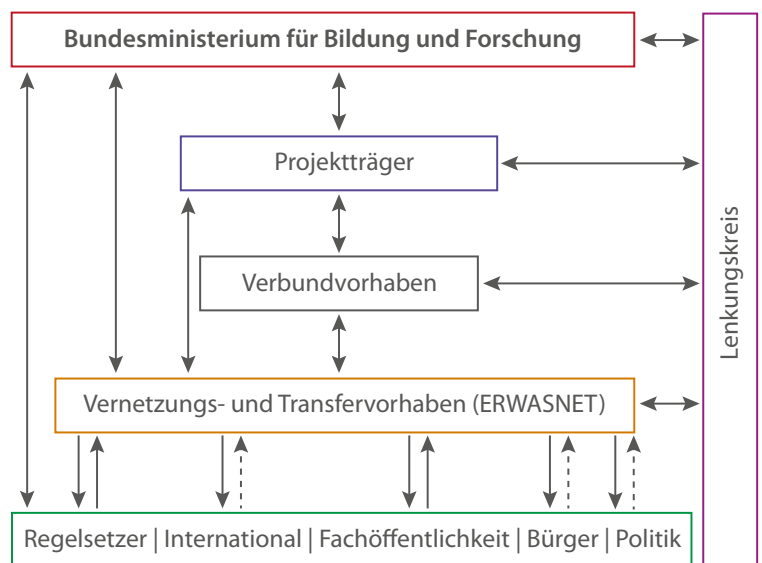 Bundesministerium für Bildung und Forschung
Projektträger
Verbundvorhaben
Lenkungskreis
Vernetzungs- und Transfervorhaben (ERWASNET)
Regelsetzer | International | Fachöffentlichkeit | Bürger | Politik